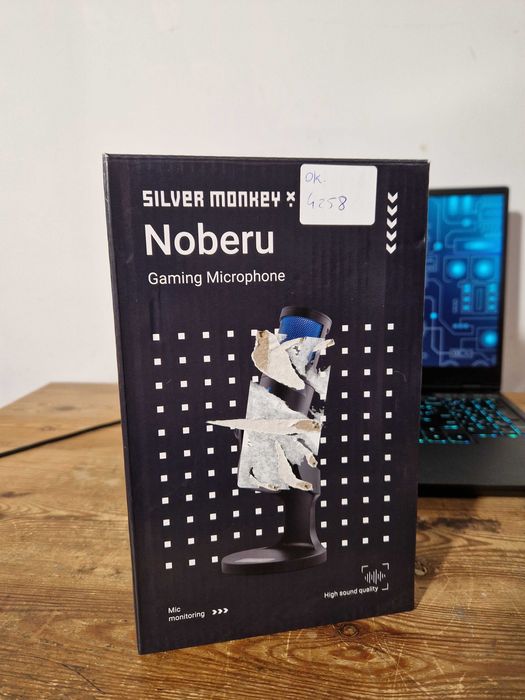 SILVER MONKEY X
OK.
4258
Noberu
Gaming Microphone
Mic
monitoring >>>
High sound quality